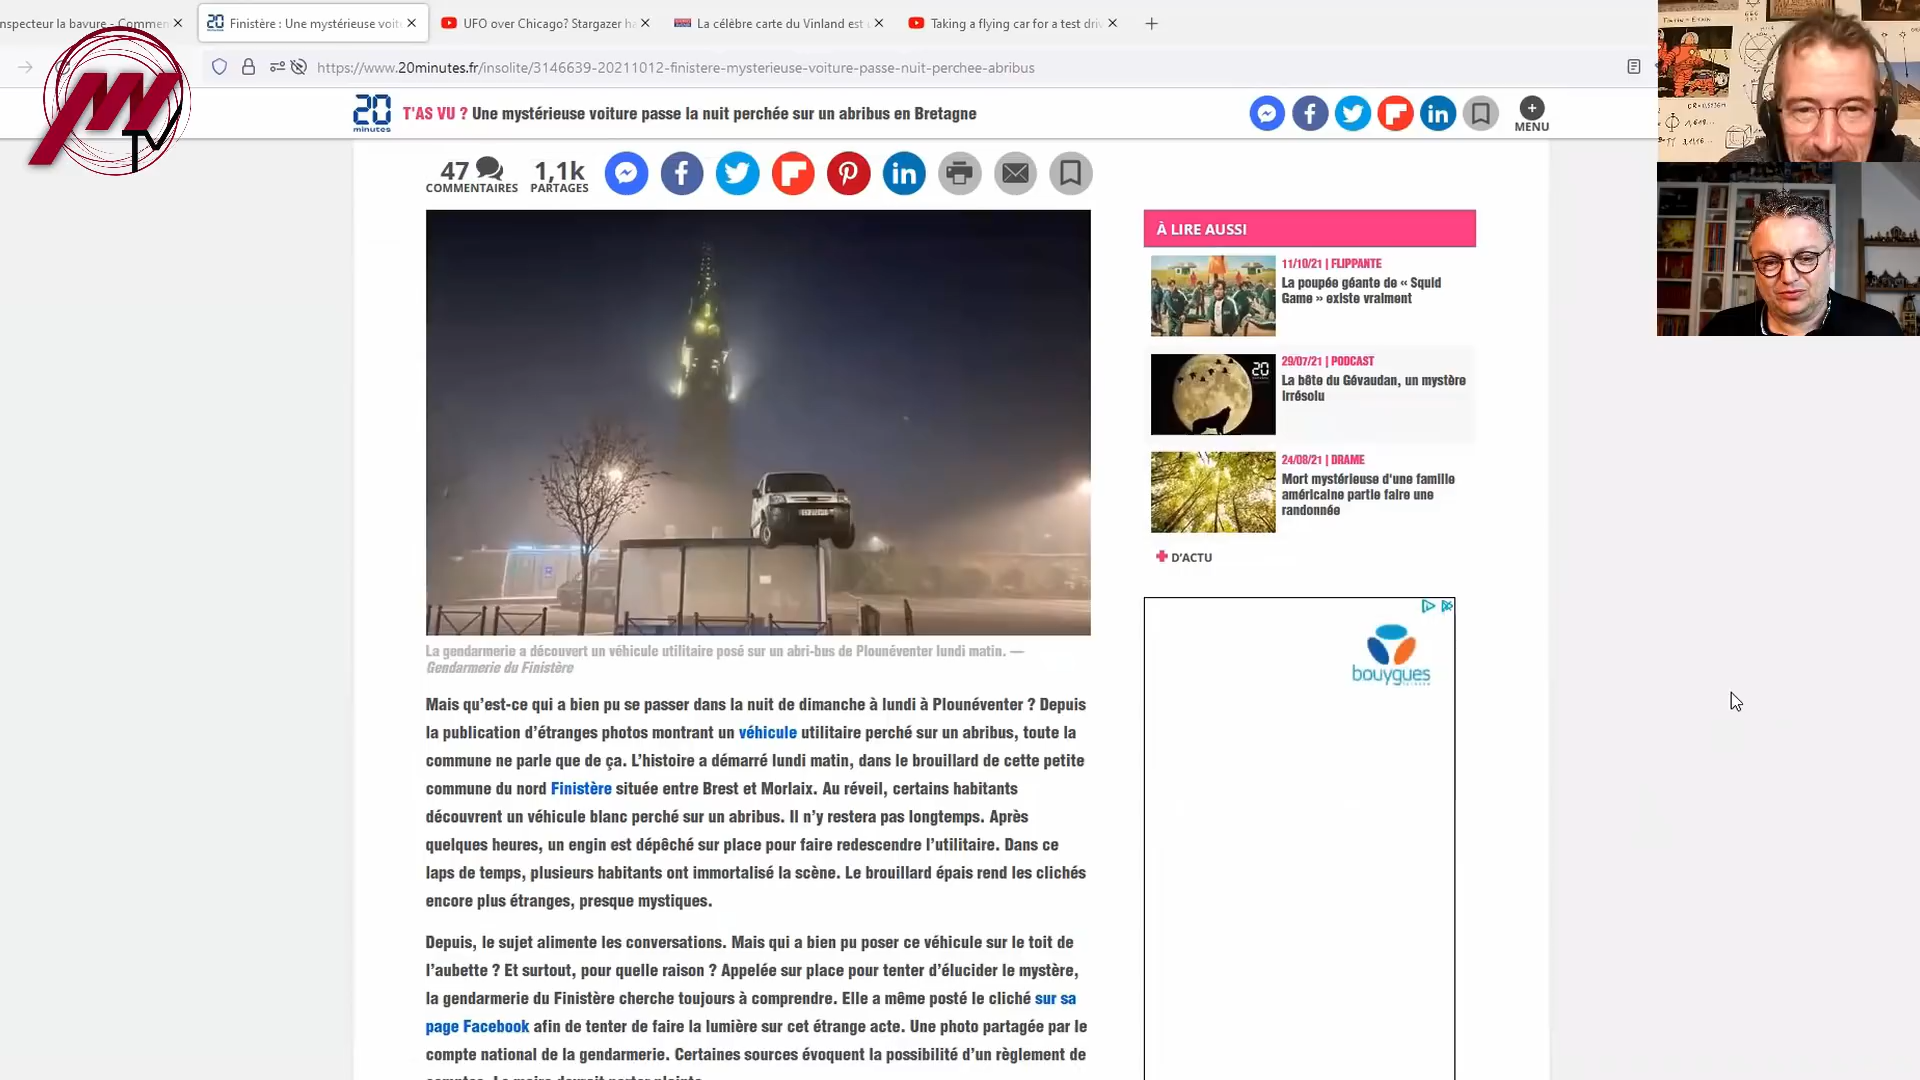 nspecteur la bavure - Commen
Finistère : Une mystérieuse voit
UFO over Chicago? Stargazer ha
La célèbre carte du Vinland est
Taking a flying car for a test driv
https://www.20minutes.fr/insolite/3146639-20211012-finistere-mysterieuse-voiture-passe-nuit-perchee-abribus
MTV
20 minutes
T'AS VU ? Une mystérieuse voiture passe la nuit perchée sur un abribus en Bretagne
MENU
47
COMMENTAIRES
1,1k
PARTAGES
À LIRE AUSSI
11/10/21 | FLIPPANTE
La poupée géante de « Squid
Game » existe vraiment
29/07/21 | PODCAST
La bête du Gévaudan, un mystère
irrésolu
20
24/08/21 | DRAME
Mort mystérieuse d'une famille
américaine partie faire une
randonnée
D'ACTU
bouygues
La gendarmerie a découvert un véhicule utilitaire posé sur un abri-bus de Plounéventer lundi matin. —
Gendarmerie du Finistère
Mais qu'est-ce qui a bien pu se passer dans la nuit de dimanche à lundi à Plounéventer ? Depuis
la publication d'étranges photos montrant un véhicule utilitaire perché sur un abribus, toute la
commune ne parle que de ça. L'histoire a démarré lundi matin, dans le brouillard de cette petite
commune du nord Finistère située entre Brest et Morlaix. Au réveil, certains habitants
découvrent un véhicule blanc perché sur un abribus. Il n'y restera pas longtemps. Après
quelques heures, un engin est dépêché sur place pour faire redescendre l'utilitaire. Dans ce
laps de temps, plusieurs habitants ont immortalisé la scène. Le brouillard épais rend les clichés
encore plus étranges, presque mystiques.
Depuis, le sujet alimente les conversations. Mais qui a bien pu poser ce véhicule sur le toit de
l'aubette ? Et surtout, pour quelle raison ? Appelée sur place pour tenter d'élucider le mystère,
la gendarmerie du Finistère cherche toujours à comprendre. Elle a même posté le cliché sur sa
page Facebook afin de tenter de faire la lumière sur cet étrange acte. Une photo partagée par le
compte national de la gendarmerie. Certaines sources évoquent la possibilité d'un règlement de
comptes. Le maire devrait porter plainte.